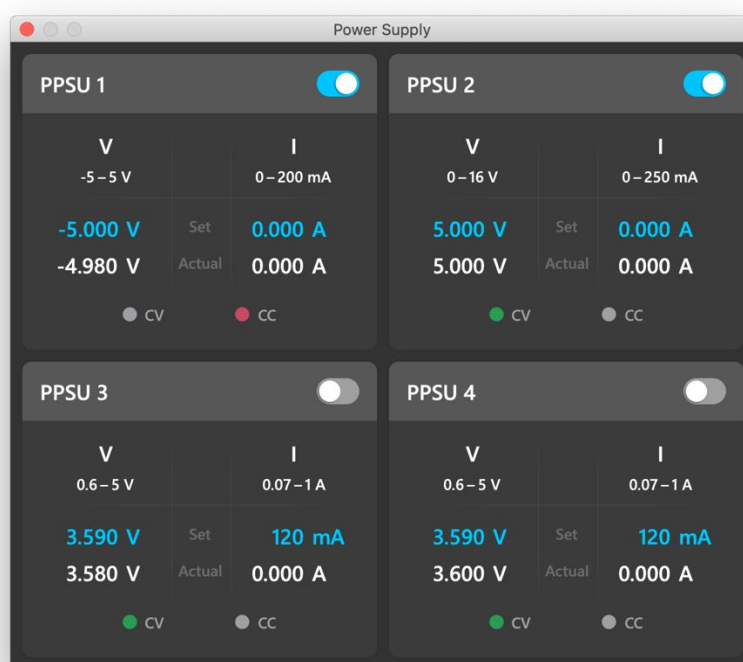 Power Supply
PPSU 1
V I
-5–5 V 0–200 mA
-5.000 V Set 0.000 A
-4.980 V Actual 0.000 A
CV CC
PPSU 2
V I
0–16 V 0–250 mA
5.000 V Set 0.000 A
5.000 V Actual 0.000 A
CV CC
PPSU 3
V I
0.6–5 V 0.07–1 A
3.590 V Set 120 mA
3.580 V Actual 0.000 A
CV CC
PPSU 4
V I
0.6–5 V 0.07–1 A
3.590 V Set 120 mA
3.600 V Actual 0.000 A
CV CC